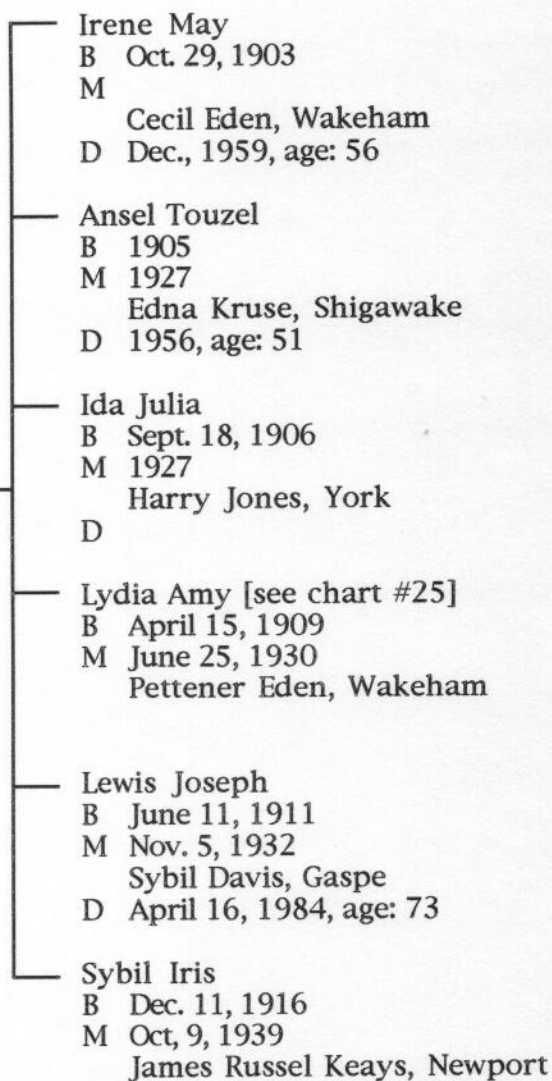 Irene May
B Oct. 29, 1903
M
Cecil Eden, Wakeham
D Dec., 1959, age: 56
Ansel Touzel
B 1905
M 1927
Edna Kruse, Shigawake
D 1956, age: 51
Ida Julia
B Sept. 18, 1906
M 1927
Harry Jones, York
D
Lydia Amy [see chart #25]
B April 15, 1909
M June 25, 1930
Pettener Eden, Wakeham
Lewis Joseph
B June 11, 1911
M Nov. 5, 1932
Sybil Davis, Gaspe
D April 16, 1984, age: 73
Sybil Iris
B Dec. 11, 1916
M Oct, 9, 1939
James Russel Keays, Newport